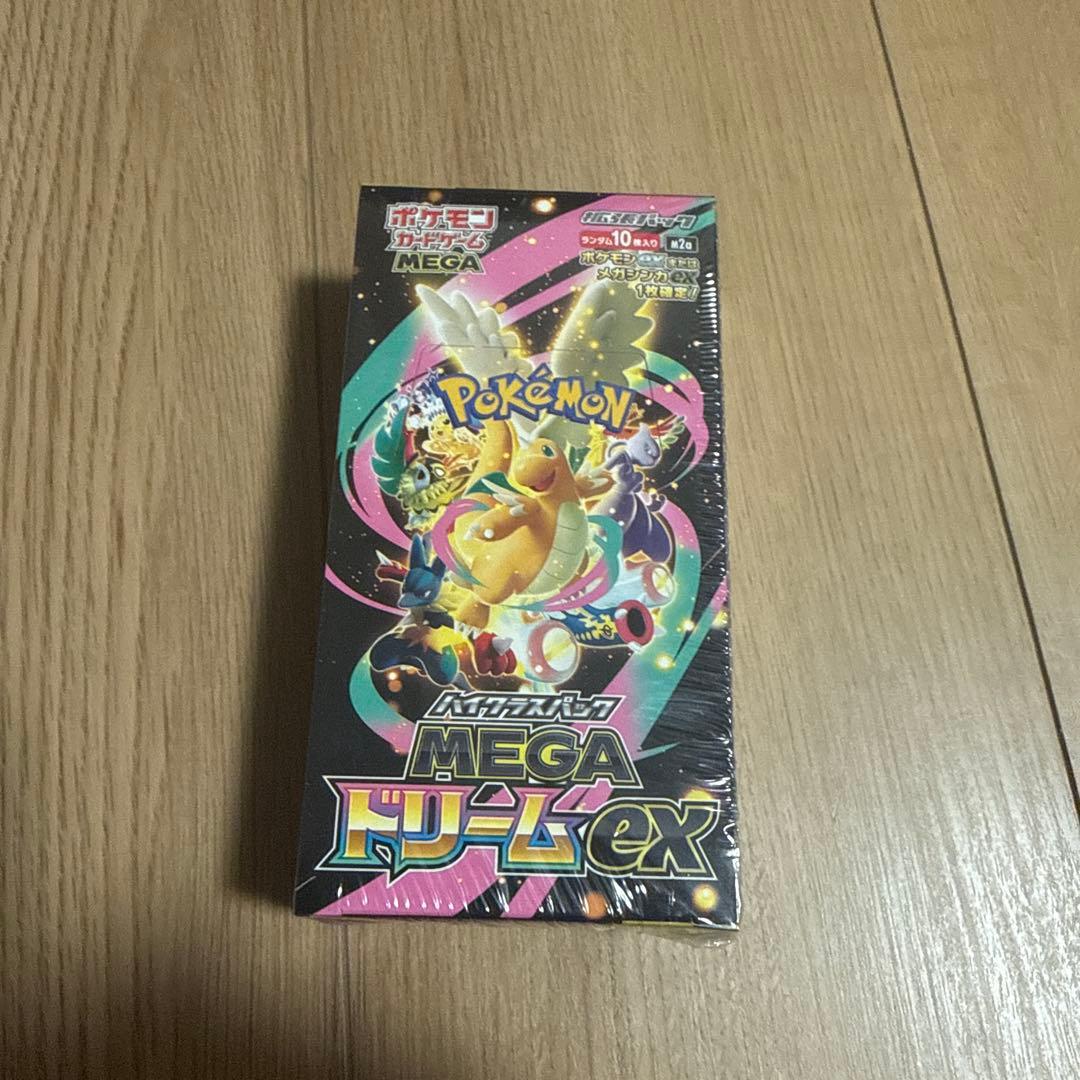 ポケモン
カードゲーム
MEGA
拡張パック
ランダム10枚入り M2a
ポケモンexまたは
メガシンカex
1枚確定!
POKéMON
ハイクラスパック
MEGA
ドリームex